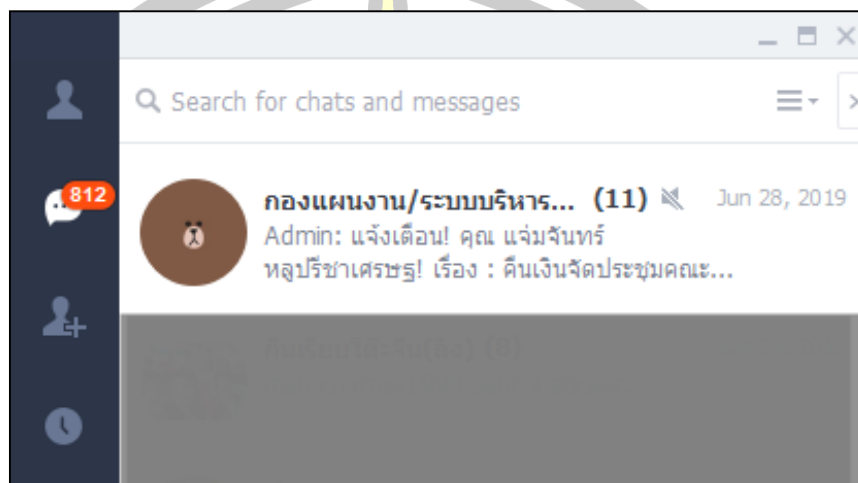 Search for chats and messages
812
กองแผนงาน/ระบบบริหาร... (11) Jun 28, 2019
Admin: แจ้งเตือน! คุณ แจ่มจันทร์
หลูปรีชาเศรษฐ! เรื่อง : คืนเงินจัดประชุมคณะ...